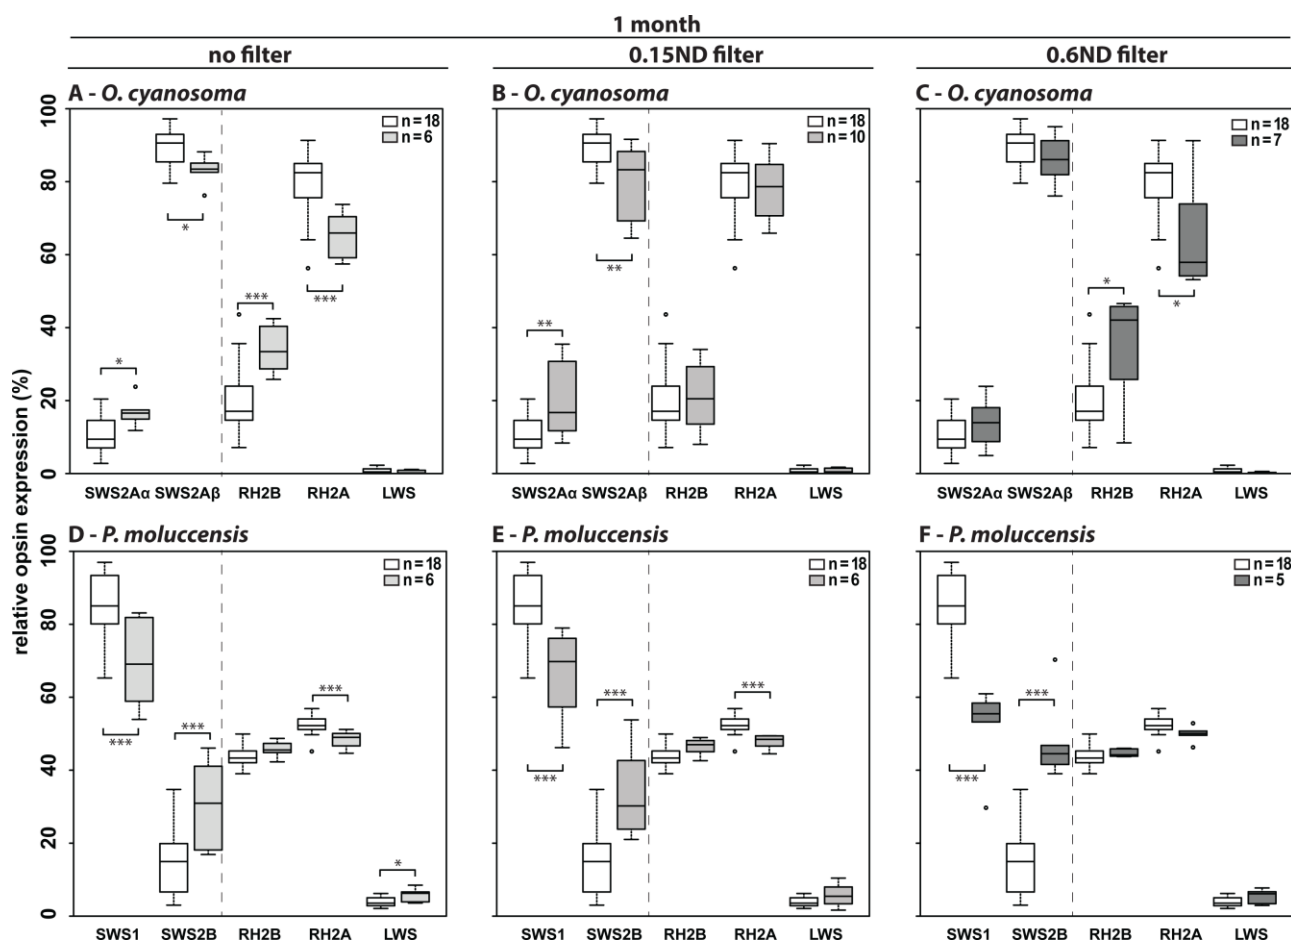 1 month
no filter
0.15ND filter
0.6ND filter
relative opsin expression (%)
A - O. cyanosoma
n = 18
n = 6
100
80
60
40
20
0
*
*
***
***
SWS2Aα SWS2Aβ RH2B RH2A LWS
B - O. cyanosoma
n = 18
n = 10
**
**
SWS2Aα SWS2Aβ RH2B RH2A LWS
C - O. cyanosoma
n = 18
n = 7
*
*
SWS2Aα SWS2Aβ RH2B RH2A LWS
D - P. moluccensis
n = 18
n = 6
100
80
60
40
20
0
***
***
***
*
SWS1 SWS2B RH2B RH2A LWS
E - P. moluccensis
n = 18
n = 6
***
***
***
SWS1 SWS2B RH2B RH2A LWS
F - P. moluccensis
n = 18
n = 5
***
***
SWS1 SWS2B RH2B RH2A LWS